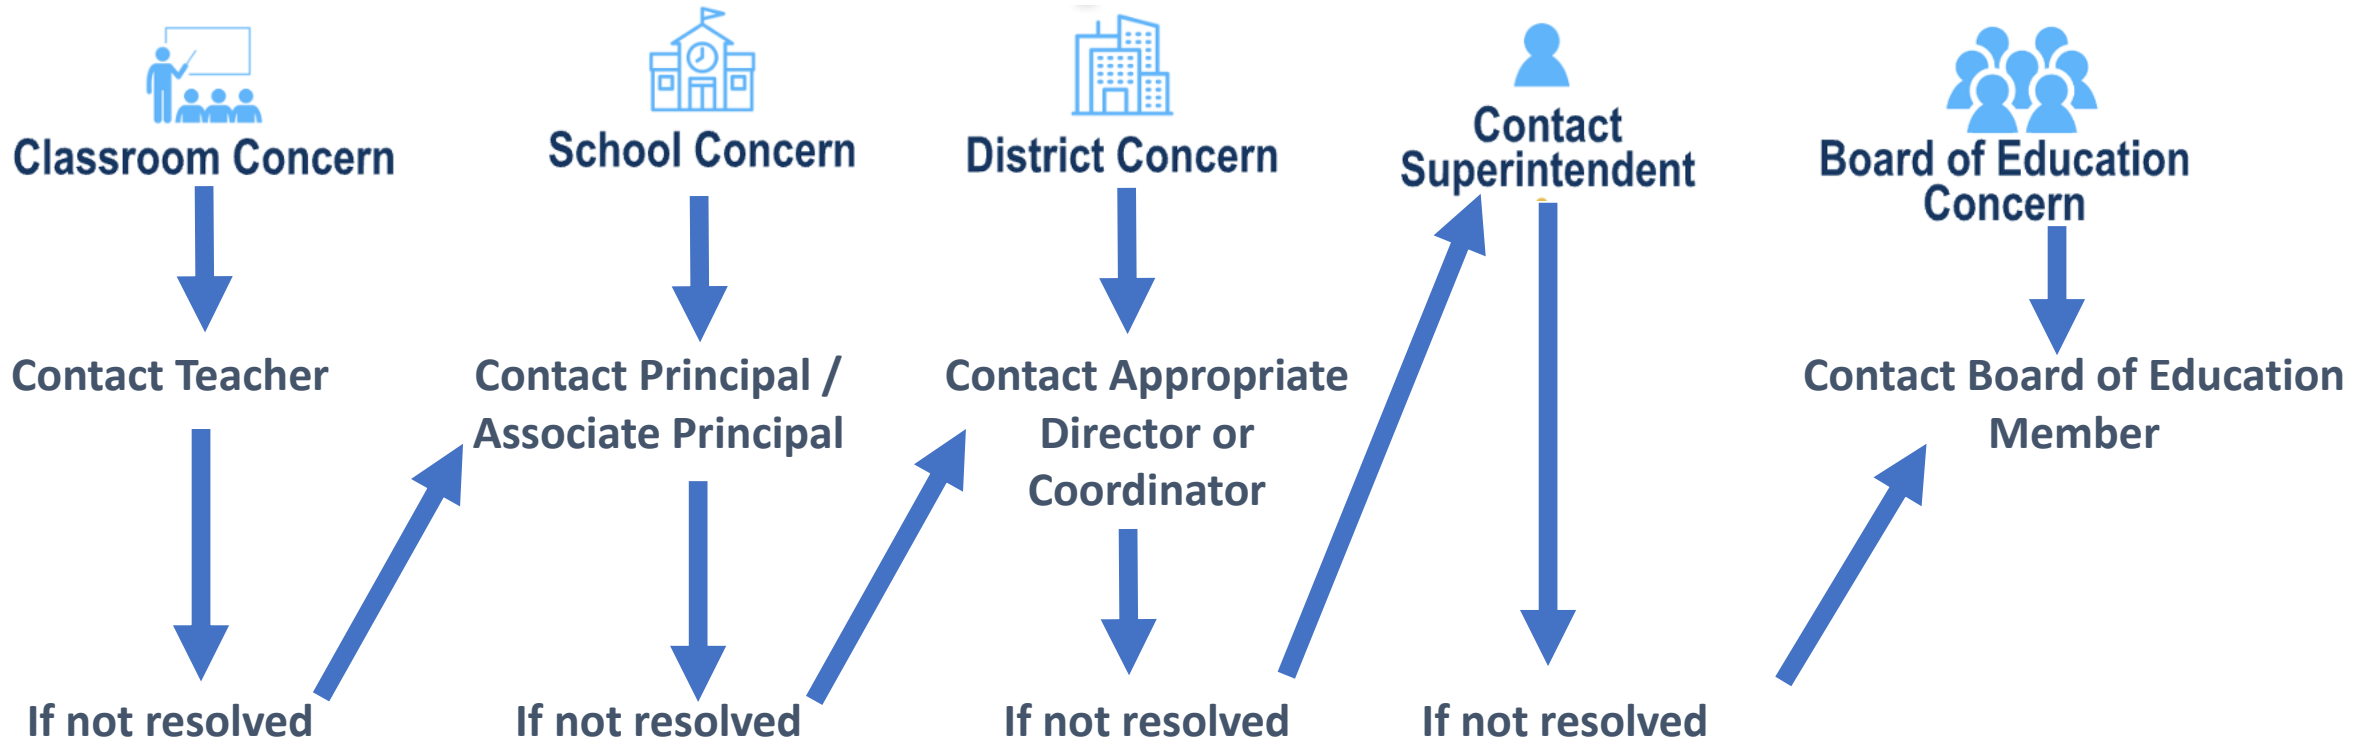 Classroom Concern
Contact Teacher
If not resolved
School Concern
Contact Principal /
Associate Principal
If not resolved
District Concern
Contact Appropriate
Director or
Coordinator
If not resolved
Contact
Superintendent
If not resolved
Board of Education
Concern
Contact Board of Education
Member